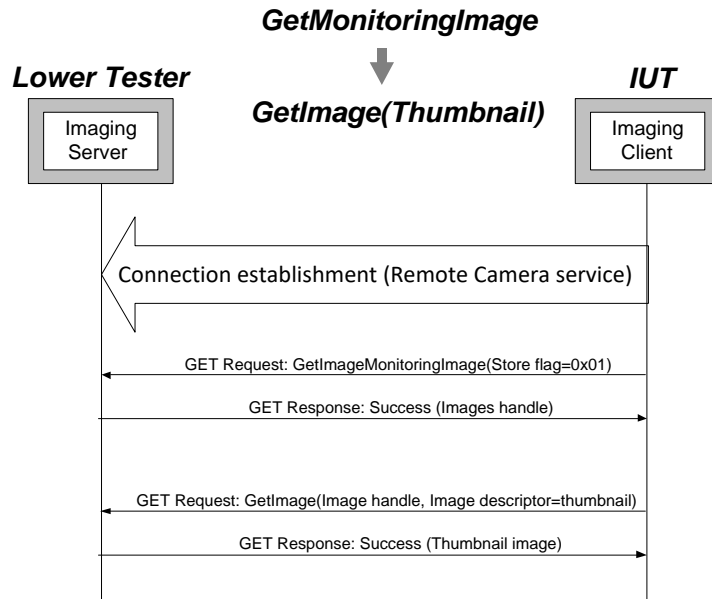 GetMonitoringImage
Lower Tester
IUT
GetImage(Thumbnail)
Imaging
Server
Imaging
Client
Connection establishment (Remote Camera service)
GET Request: GetImageMonitoringImage(Store flag=0x01)
GET Response: Success (Images handle)
GET Request: GetImage(Image handle, Image descriptor=thumbnail)
GET Response: Success (Thumbnail image)